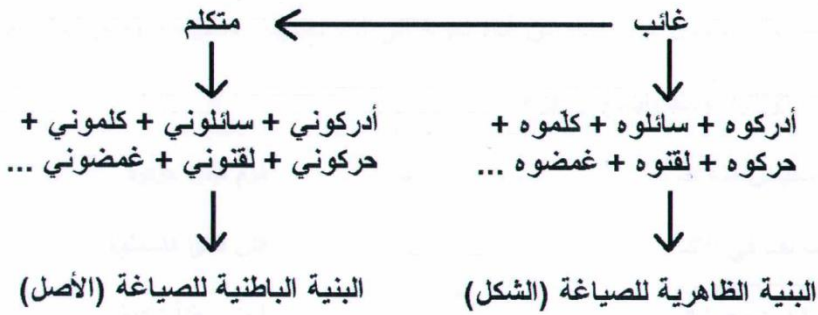 غائب
متكلم
أدركوه + سائلوه + كلّموه +
حركوه + لقنوه + غمضوه ...
أدركوني + سائلوني + كلموني +
حركوني + لقنوني + غمضوني ...
البنية الظاهرية للصياغة (الشكل)
البنية الباطنية للصياغة (الأصل)